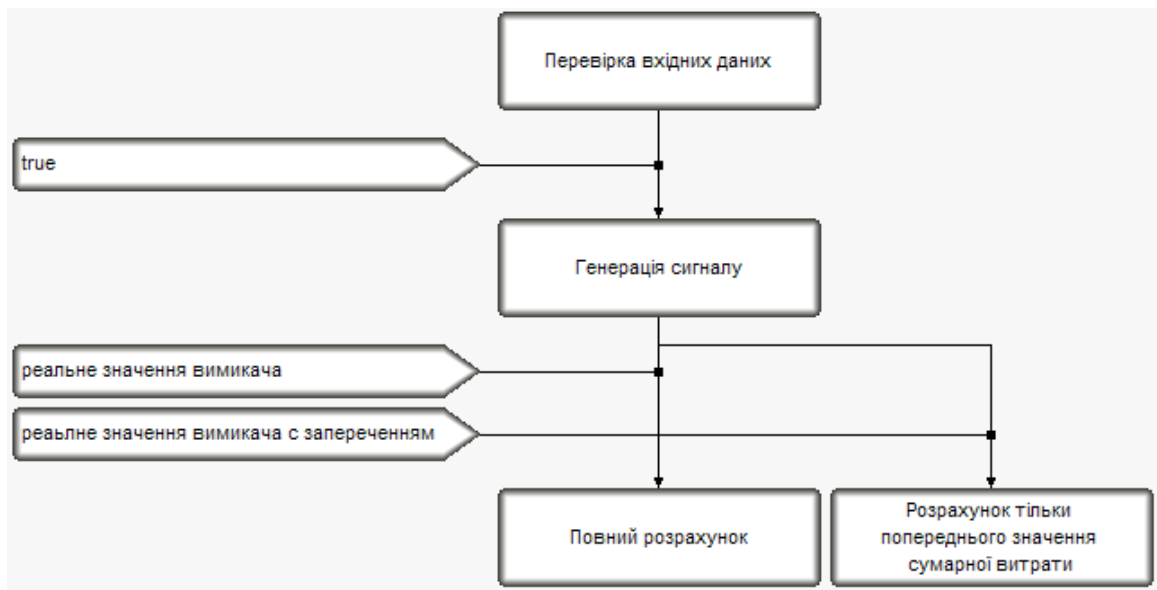 Перевірка вхідних даних
true
Генерація сигналу
реальне значення вимикача
реаьлне значення вимикача с запереченням
Повний розрахунок
Розрахунок тільки
попереднього значення
сумарної витрати